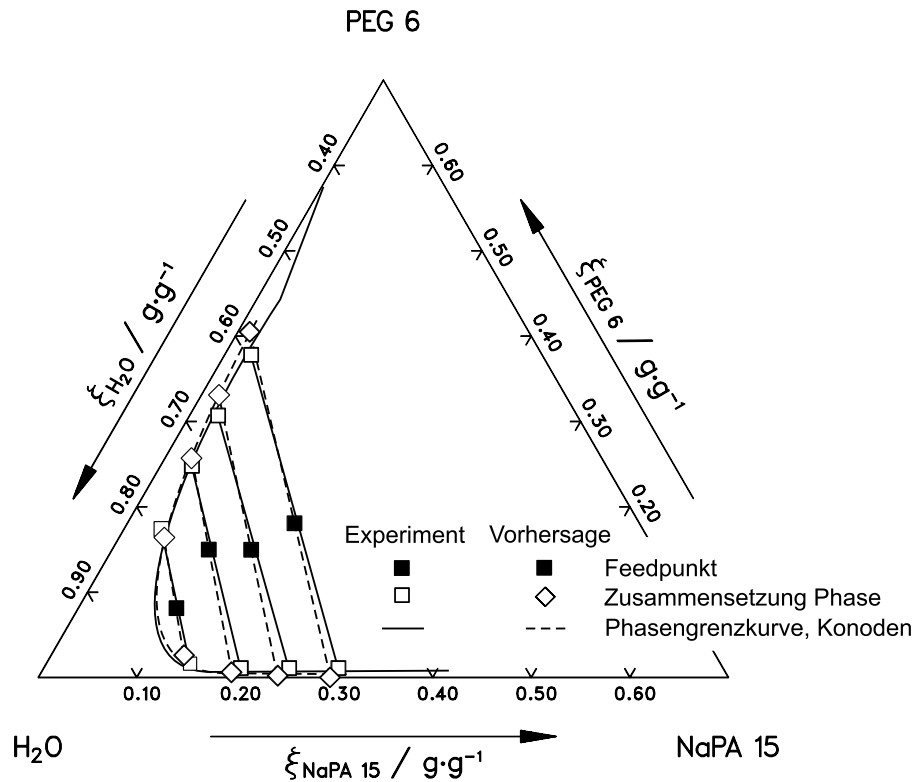 PEG 6
0.40
0.60
0.50
0.50
ξH₂O / g·g⁻¹
ξPEG 6 / g·g⁻¹
0.60
0.40
0.70
0.30
0.80
0.20
Experiment Vorhersage
Feedpunkt
0.90
Zusammensetzung Phase
Phasengrenzkurve, Konoden
0.10 0.20 0.30 0.40 0.50 0.60
H₂O
NaPA 15
ξNaPA 15 / g·g⁻¹